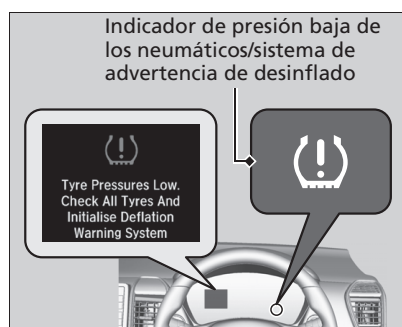 Indicador de presión baja de
los neumáticos/sistema de
advertencia de desinflado
Tyre Pressures Low.
Check All Tyres And
Initialise Deflation
Warning System